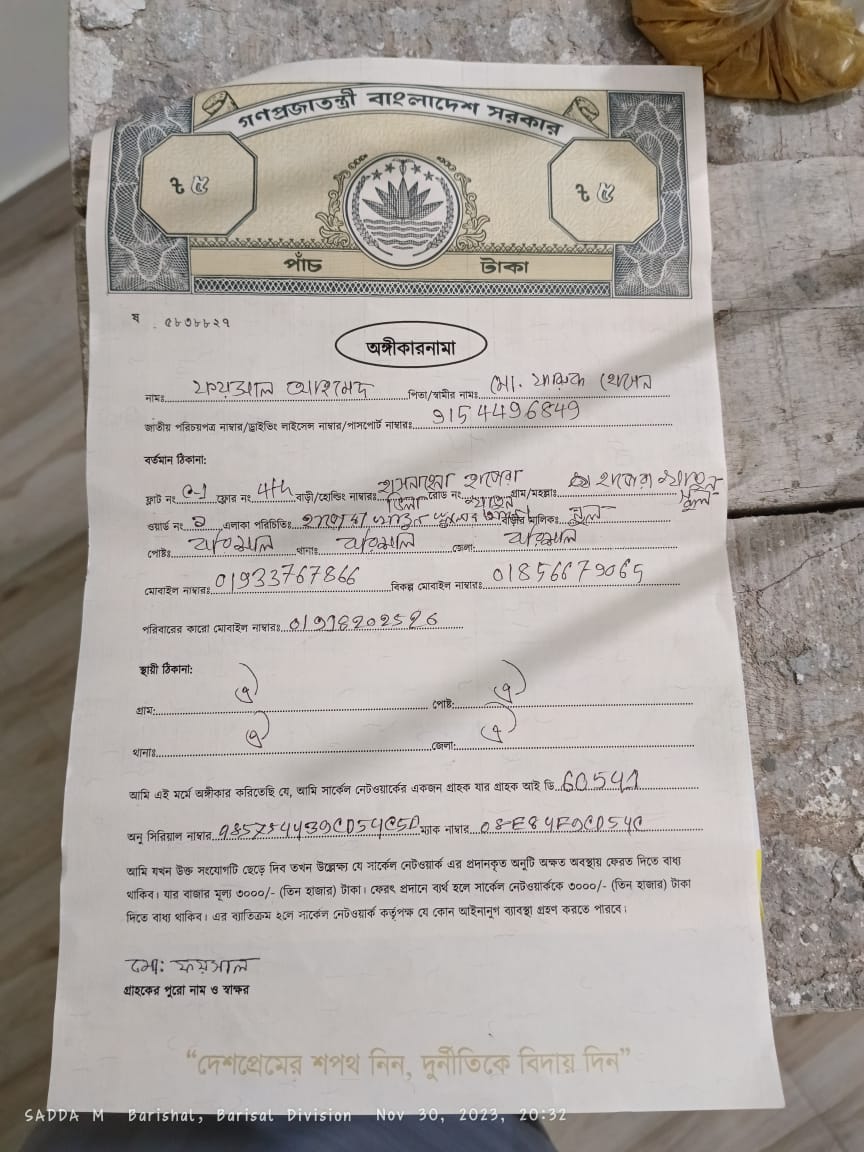 গণপ্রজাতন্ত্রী বাংলাদেশ সরকার
৳ ৫ ৳ ৫
পাঁচ টাকা
ষ ৫৮৩৮৮২৭
অঙ্গীকারনামা
নামঃ ফয়সাল আহমেদ পিতা/স্বামীর নামঃ মো. ফারুক হোসেন
জাতীয় পরিচয়পত্র নাম্বার/ড্রাইভিং লাইসেন্স নাম্বার/পাসপোর্ট নাম্বারঃ 9154496849
বর্তমান ঠিকানা:
ফ্লাট নং ফ্লোর নং 4th বাড়ী/হোল্ডিং নাম্বারঃ হাজেরা ভিলা রোড নং গ্রাম/মহল্লাঃ
ওয়ার্ড নং এলাকা পরিচিতিঃ বাড়ীর মালিকঃ
পোষ্টঃ বরিশাল থানাঃ বরিশাল জেলা: বরিশাল
মোবাইল নাম্বারঃ 01933767866 বিকল্প মোবাইল নাম্বারঃ 01856679065
পরিবারের কারো মোবাইল নাম্বারঃ
স্থায়ী ঠিকানা:
গ্রাম: ঐ পোষ্ট: ঐ
থানাঃ ঐ জেলা: ঐ
আমি এই মর্মে অঙ্গীকার করিতেছি যে, আমি সার্কেল নেটওয়ার্কের একজন গ্রাহক যার গ্রাহক আই ডি 60541
অনু সিরিয়াল নাম্বার 485754439CD54C5D ম্যাক নাম্বার 08E84F9CD54C
আমি যখন উক্ত সংযোগটি ছেড়ে দিব তখন উল্লেক্ষ্য যে সার্কেল নেটওয়ার্ক এর প্রদানকৃত অনুটি অক্ষত অবস্থায় ফেরত দিতে বাধ্য
থাকিব। যার বাজার মূল্য ৩০০০/- (তিন হাজার) টাকা। ফেরৎ প্রদানে ব্যর্থ হলে সার্কেল নেটওয়ার্ককে ৩০০০/- (তিন হাজার) টাকা
দিতে বাধ্য থাকিব। এর ব্যাতিক্রম হলে সার্কেল নেটওয়ার্ক কর্তৃপক্ষ যে কোন আইনানুগ ব্যাবস্থা গ্রহণ করতে পারবে।
মো: ফয়সাল
গ্রাহকের পুরো নাম ও স্বাক্ষর
“দেশপ্রেমের শপথ নিন, দুর্নীতিকে বিদায় দিন”
SADDA M Barishal, Barisal Division Nov 30, 2023, 20:32